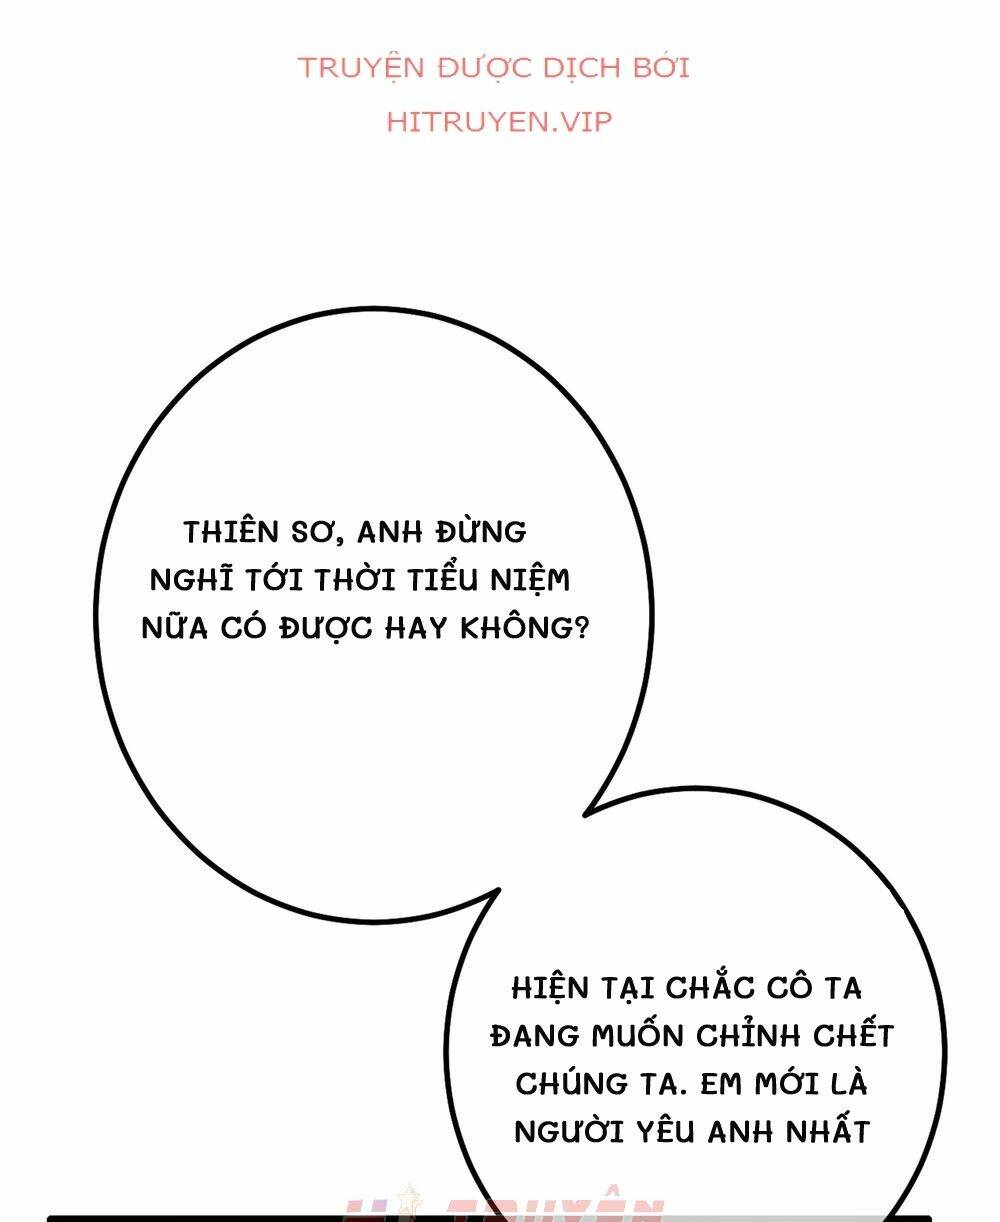 TRUYỆN ĐƯỢC DỊCH BỞI
HITRUYEN.VIP
THIÊN SƠ, ANH ĐỪNG
NGHĨ TỚI THỜI TIỂU NIỆM
NỮA CÓ ĐƯỢC HAY KHÔNG?
HIỆN TẠI CHẮC CÔ TA
ĐANG MUỐN CHỈNH CHẾT
CHÚNG TA. EM MỚI LÀ
NGƯỜI YÊU ANH NHẤT
HI TRUYỆN